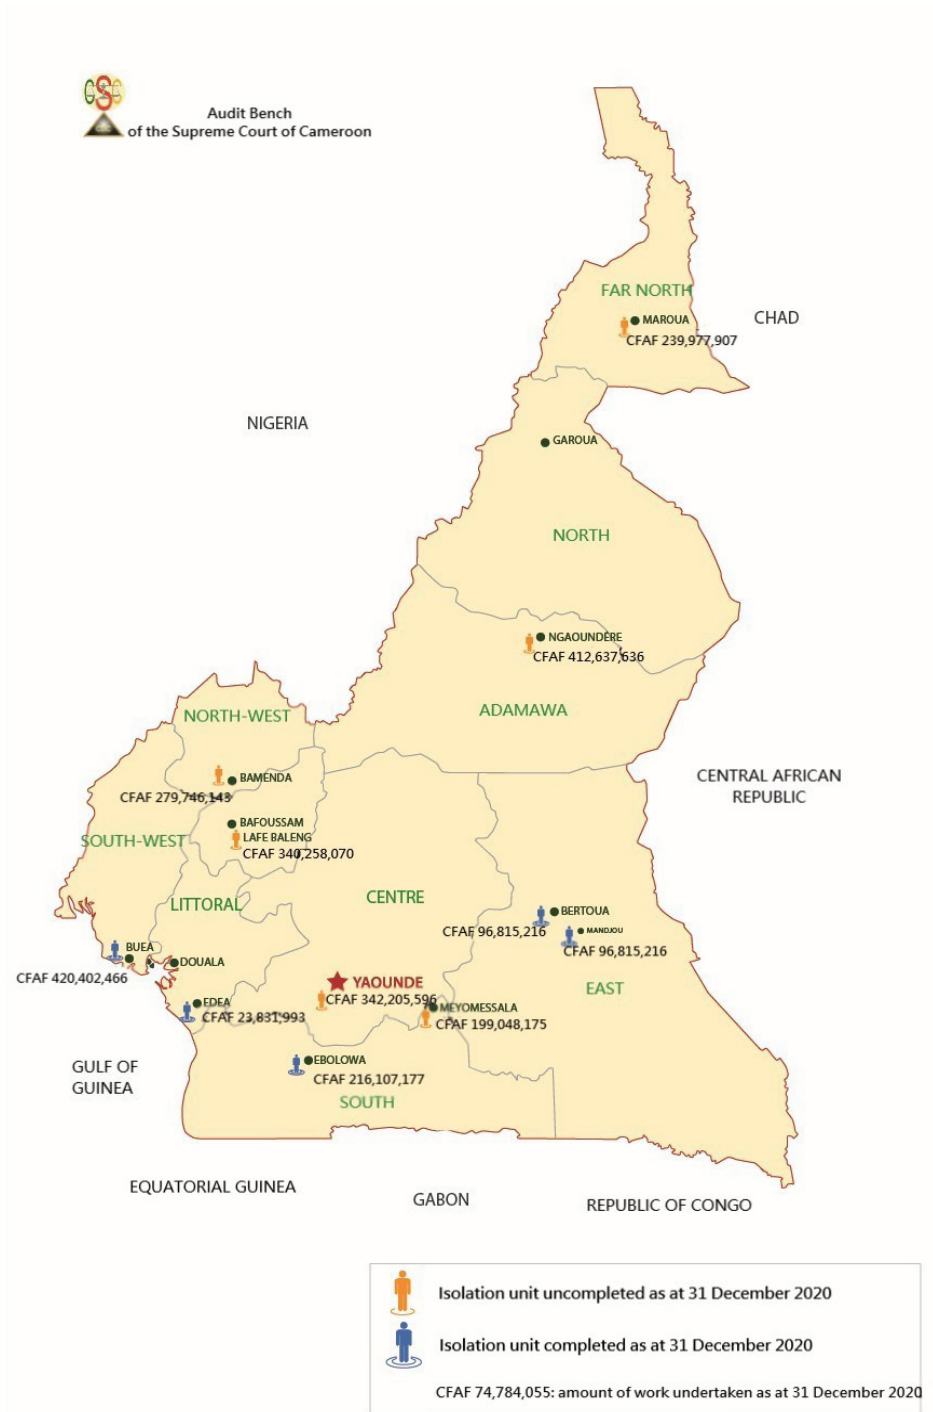 GSC
Audit Bench
of the Supreme Court of Cameroon
FAR NORTH
MAROUA
CFAF 239,977,907
CHAD
NIGERIA
GAROUA
NORTH
NGAOUNDÉRE
CFAF 412,637,636
ADAMAWA
NORTH-WEST
BAMENDA
CFAF 279,746,143
CENTRAL AFRICAN
REPUBLIC
BAFOUSSAM
LAFE BALENG
CFAF 340,258,070
SOUTH-WEST
CENTRE
LITTORAL
BERTOUA
CFAF 96,815,216
MANDJOU
CFAF 96,815,216
BUEA
CFAF 420,402,466
DOUALA
YAOUNDE
CFAF 342,205,596
EAST
EDEA
CFAF 23,831,993
MEYOMESSALA
CFAF 199,048,175
EBOLOWA
CFAF 216,107,177
SOUTH
GULF OF
GUINEA
EQUATORIAL GUINEA
GABON
REPUBLIC OF CONGO
Isolation unit uncompleted as at 31 December 2020
Isolation unit completed as at 31 December 2020
CFAF 74,784,055: amount of work undertaken as at 31 December 2020